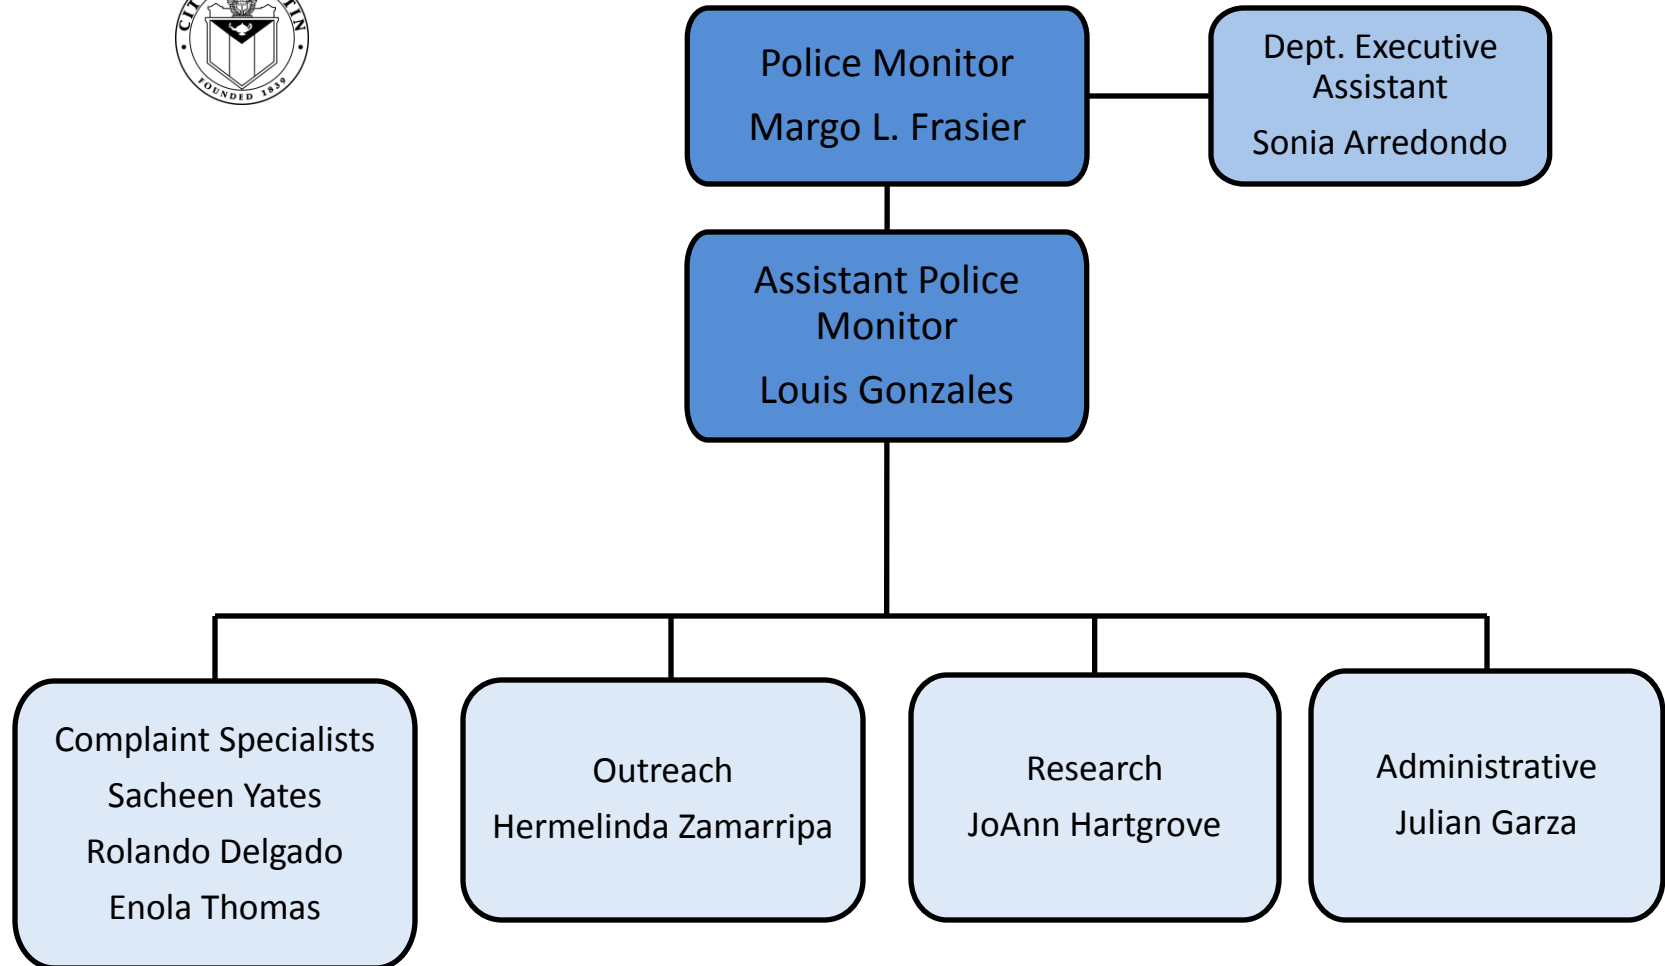 FOUNDED 1839
Police Monitor
Margo L. Frasier
Dept. Executive
Assistant
Sonia Arredondo
Assistant Police
Monitor
Louis Gonzales
Complaint Specialists
Sacheen Yates
Rolando Delgado
Enola Thomas
Outreach
Hermelinda Zamarripa
Research
JoAnn Hartgrove
Administrative
Julian Garza